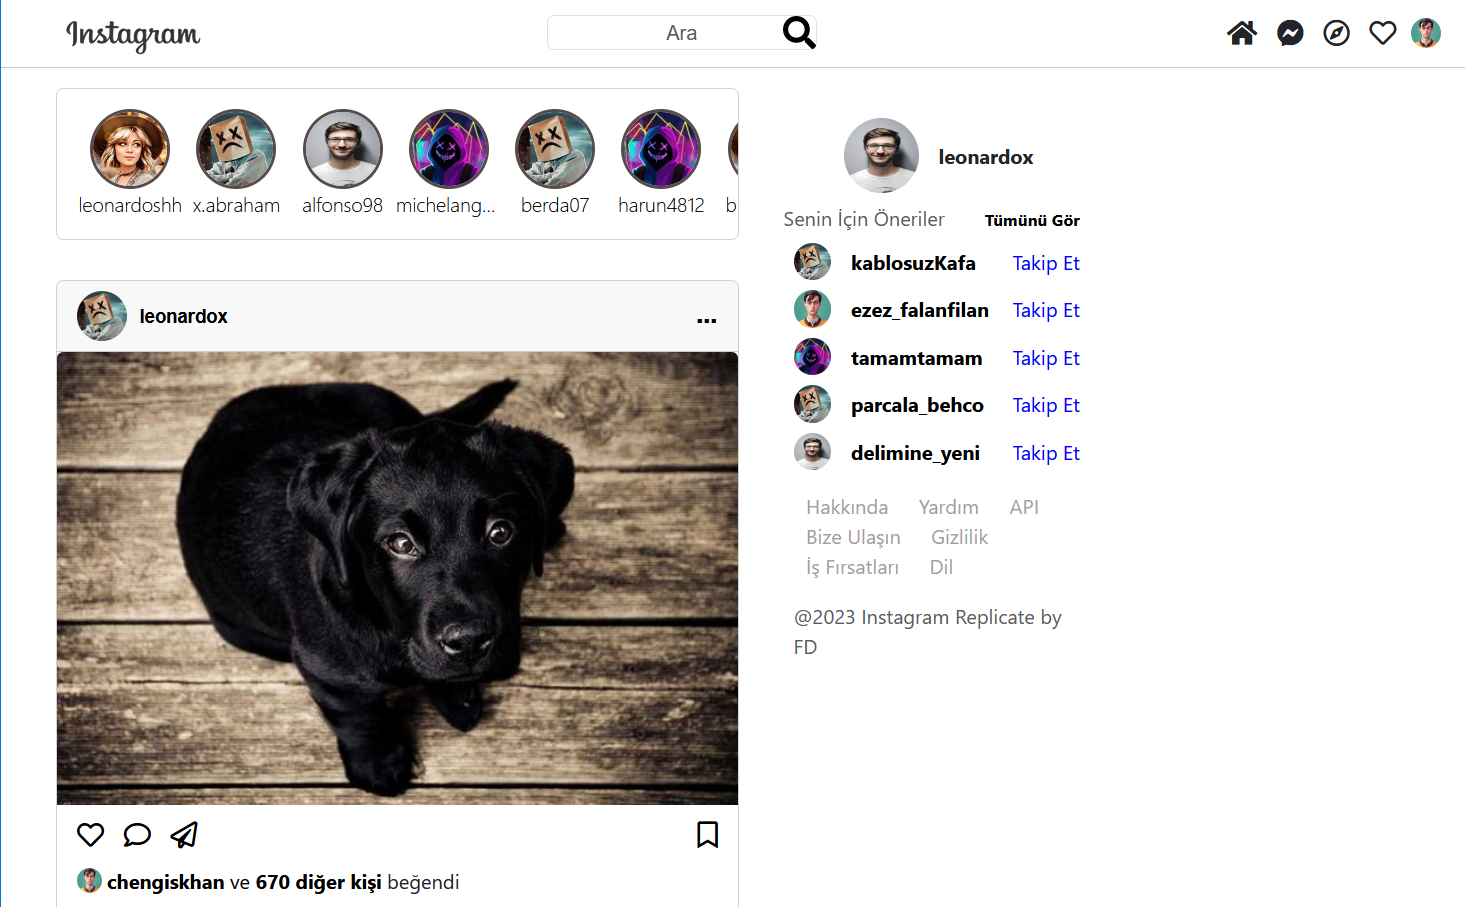 Instagram
Ara
leonardoshh x.abraham alfonso98 michelang... berda07 harun4812 b
leonardox
leonardox
...
Senin İçin Öneriler Tümünü Gör
kablosuzKafa Takip Et
ezez_falanfilan Takip Et
tamamtamam Takip Et
parcala_behco Takip Et
delimine_yeni Takip Et
Hakkında Yardım API
Bize Ulaşın Gizlilik
İş Fırsatları Dil
@2023 Instagram Replicate by
FD
chengiskhan ve 670 diğer kişi beğendi